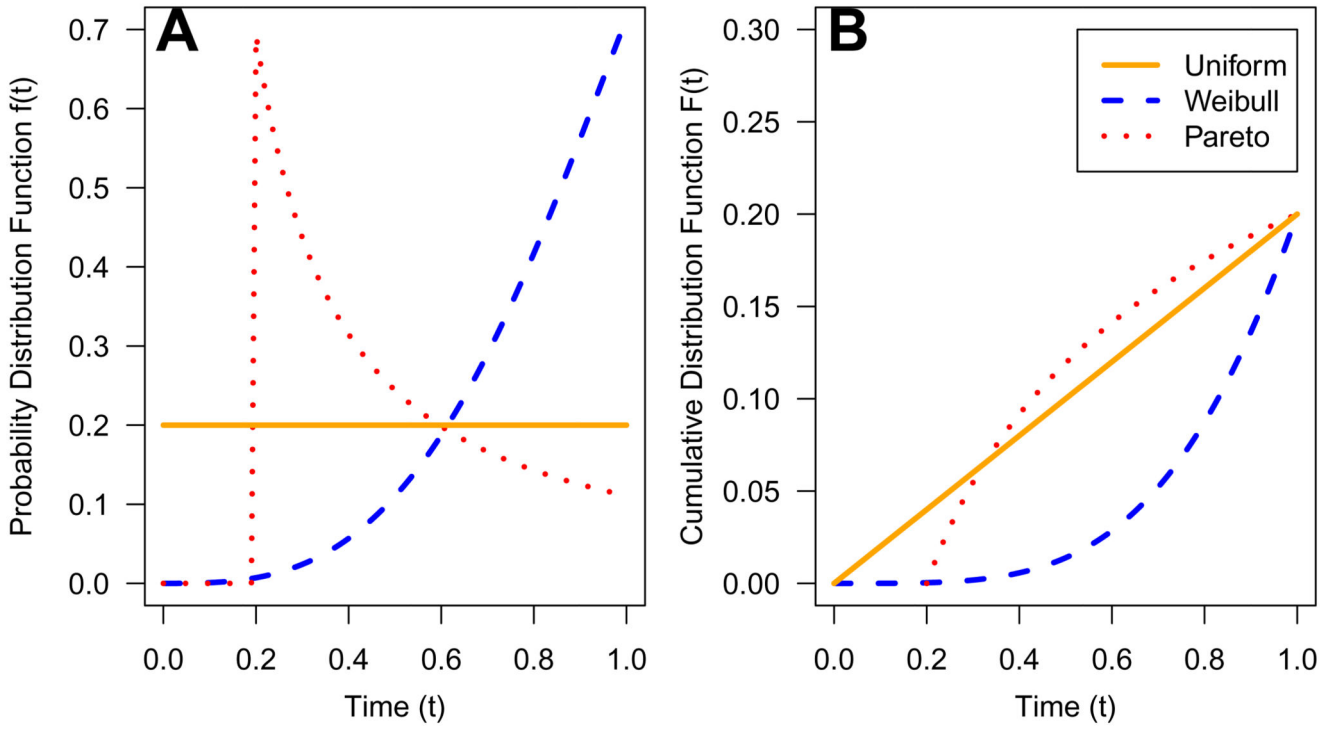 A
Probability Distribution Function f(t)
0.7
0.6
0.5
0.4
0.3
0.2
0.1
0.0
0.0 0.2 0.4 0.6 0.8 1.0
Time (t)
B
Cumulative Distribution Function F(t)
0.30
0.25
0.20
0.15
0.10
0.05
0.00
0.0 0.2 0.4 0.6 0.8 1.0
Time (t)
Uniform
Weibull
Pareto